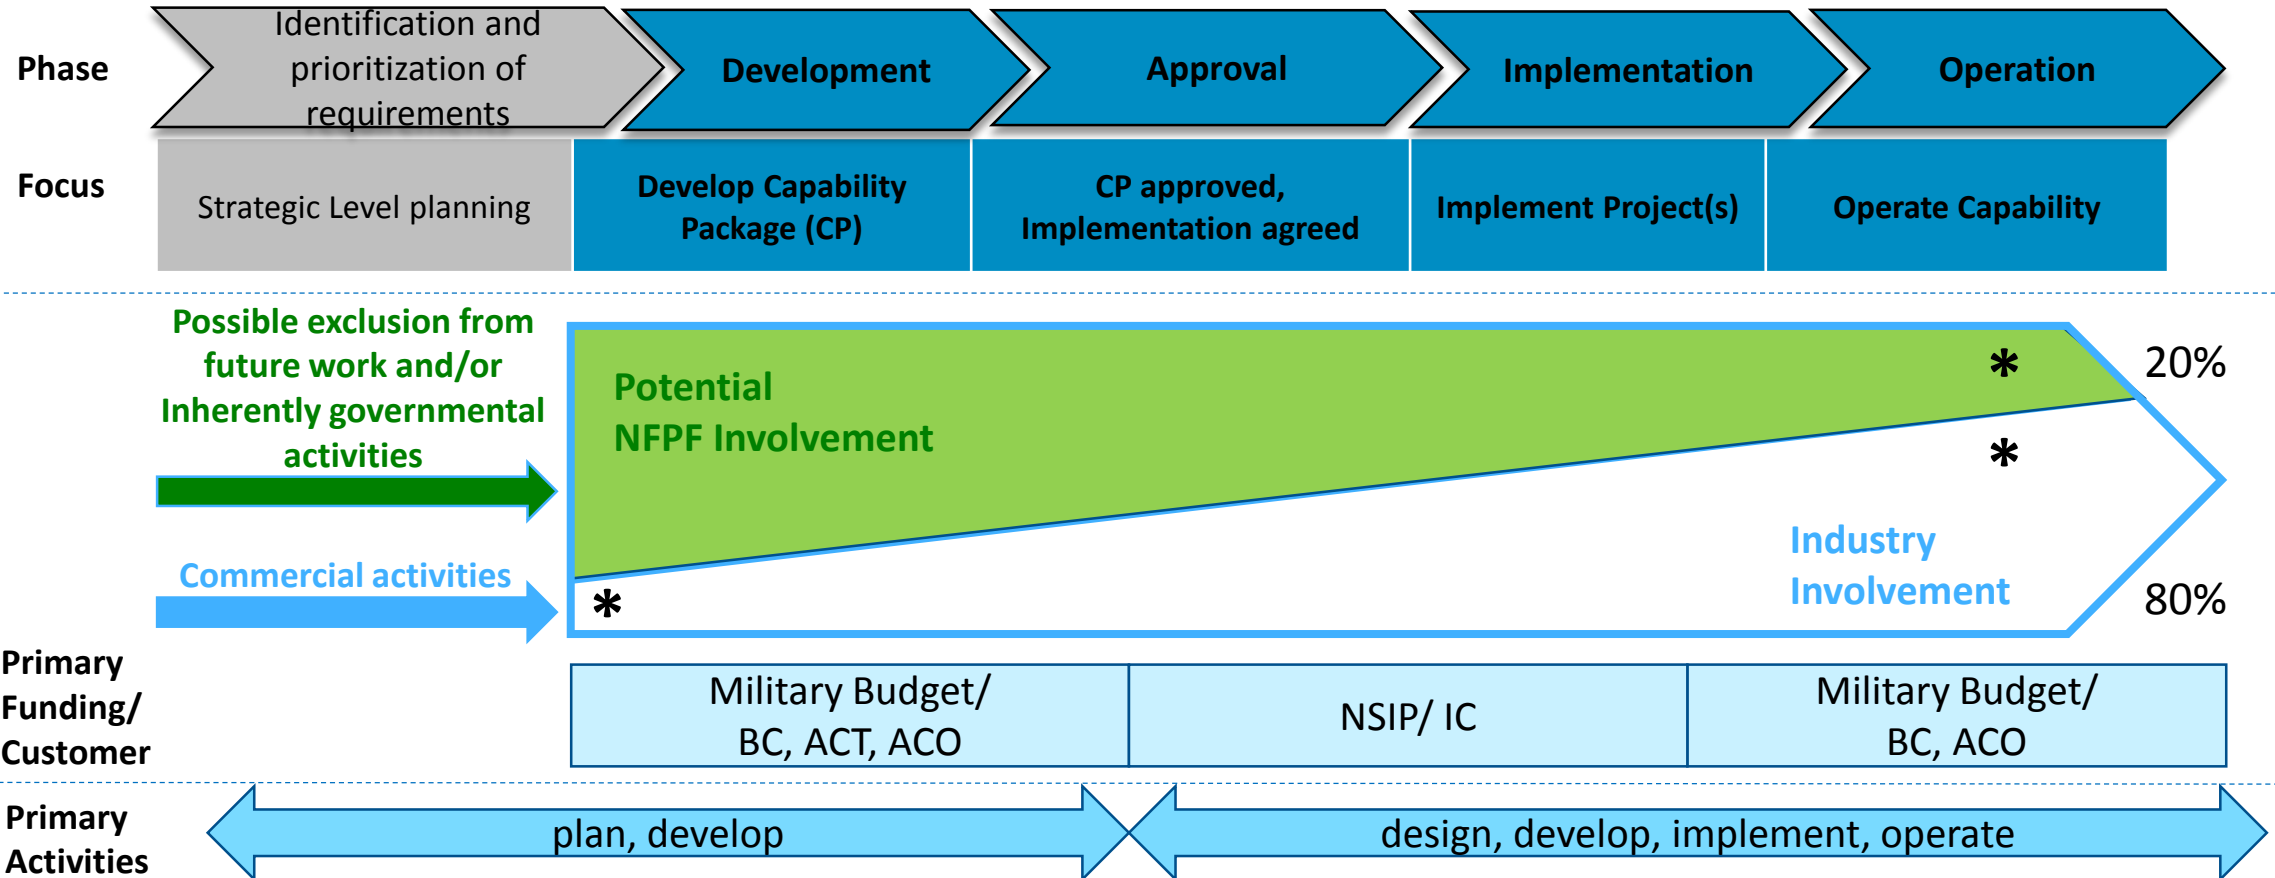 Phase
Identification and
prioritization of
requirements
Development
Approval
Implementation
Operation
Focus
Strategic Level planning
Develop Capability
Package (CP)
CP approved,
Implementation agreed
Implement Project(s)
Operate Capability
Possible exclusion from
future work and/or
Inherently governmental
activities
Commercial activities
Potential
NFPF Involvement
*
*
*
Industry
Involvement
20%
80%
Primary
Funding/
Customer
Military Budget/
BC, ACT, ACO
NSIP/ IC
Military Budget/
BC, ACO
Primary
Activities
plan, develop
design, develop, implement, operate